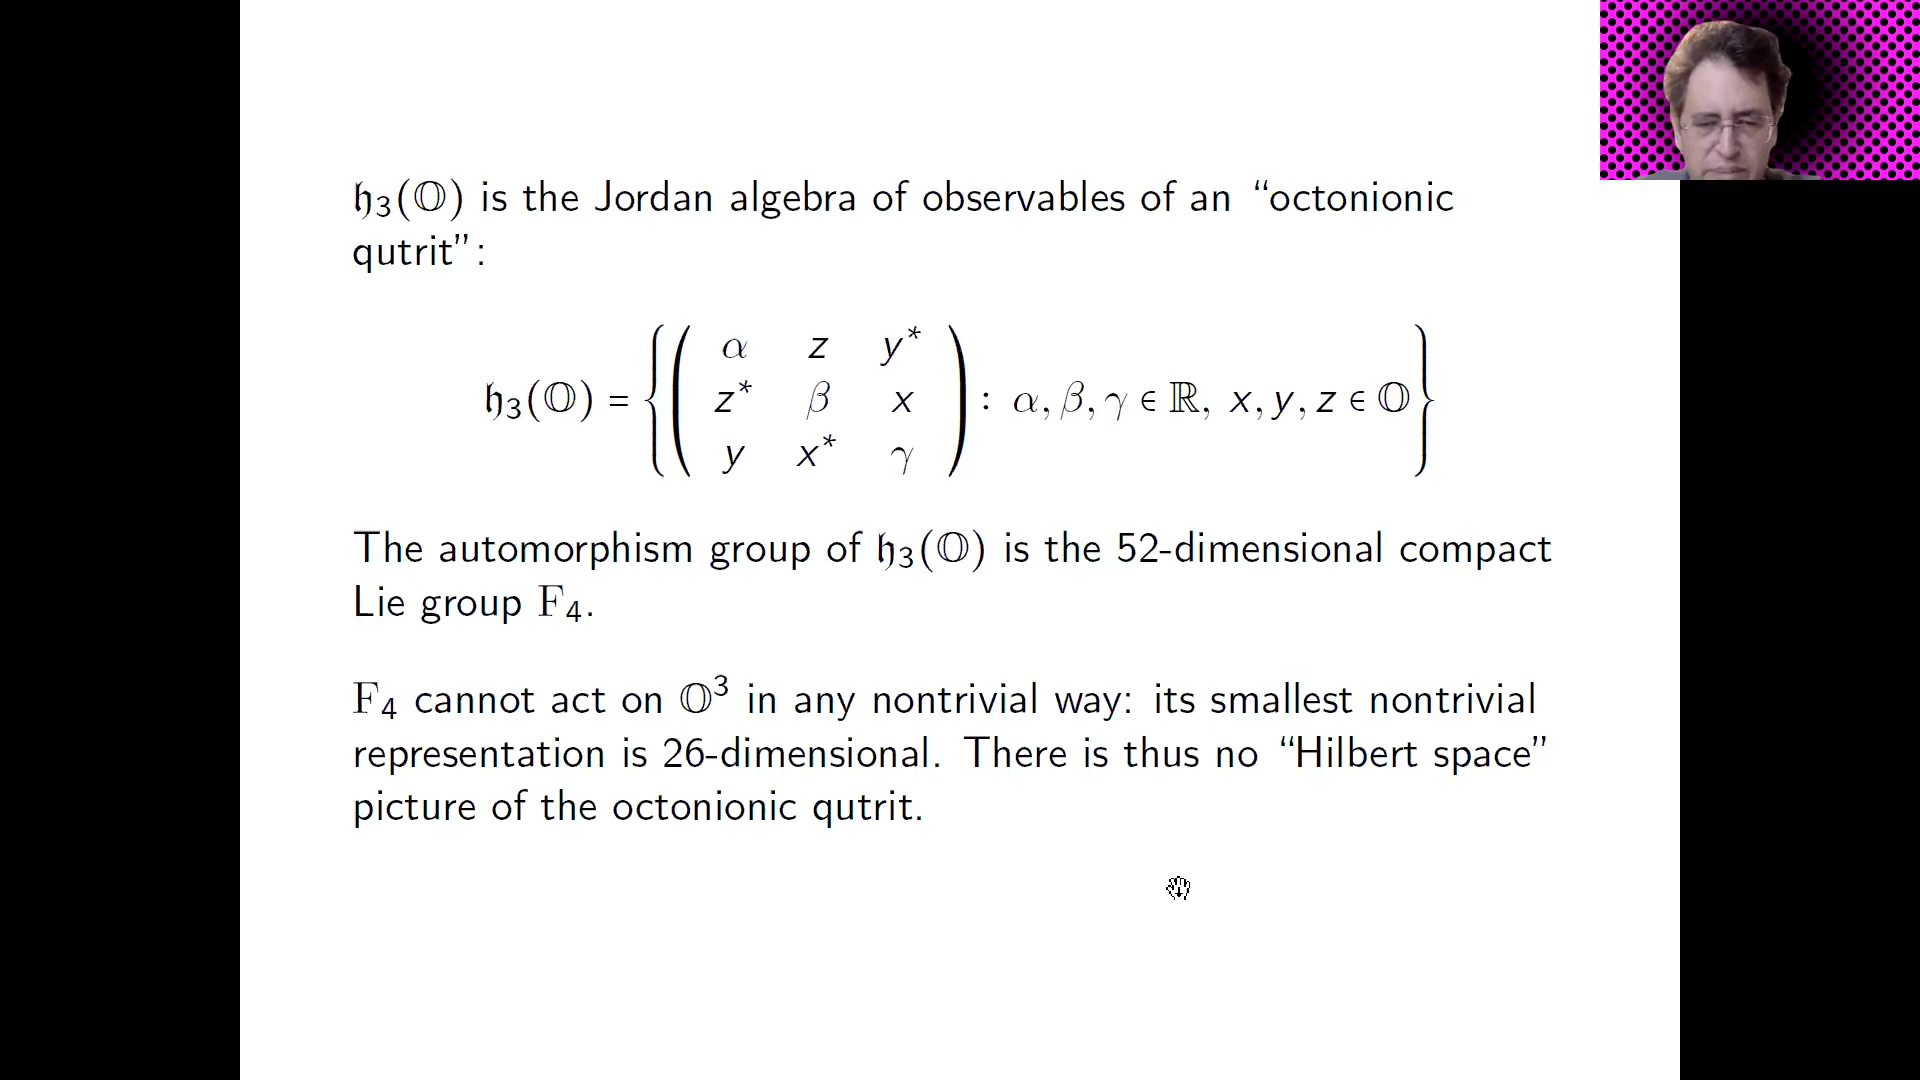 𝔥₃(𝕆) is the Jordan algebra of observables of an “octonionic
qutrit”:
𝔥₃(𝕆) = { ( α z y* ; z* β x ; y x* γ ) : α, β, γ ∈ ℝ, x, y, z ∈ 𝕆 }
The automorphism group of 𝔥₃(𝕆) is the 52-dimensional compact
Lie group F₄.
F₄ cannot act on 𝕆³ in any nontrivial way: its smallest nontrivial
representation is 26-dimensional. There is thus no “Hilbert space”
picture of the octonionic qutrit.